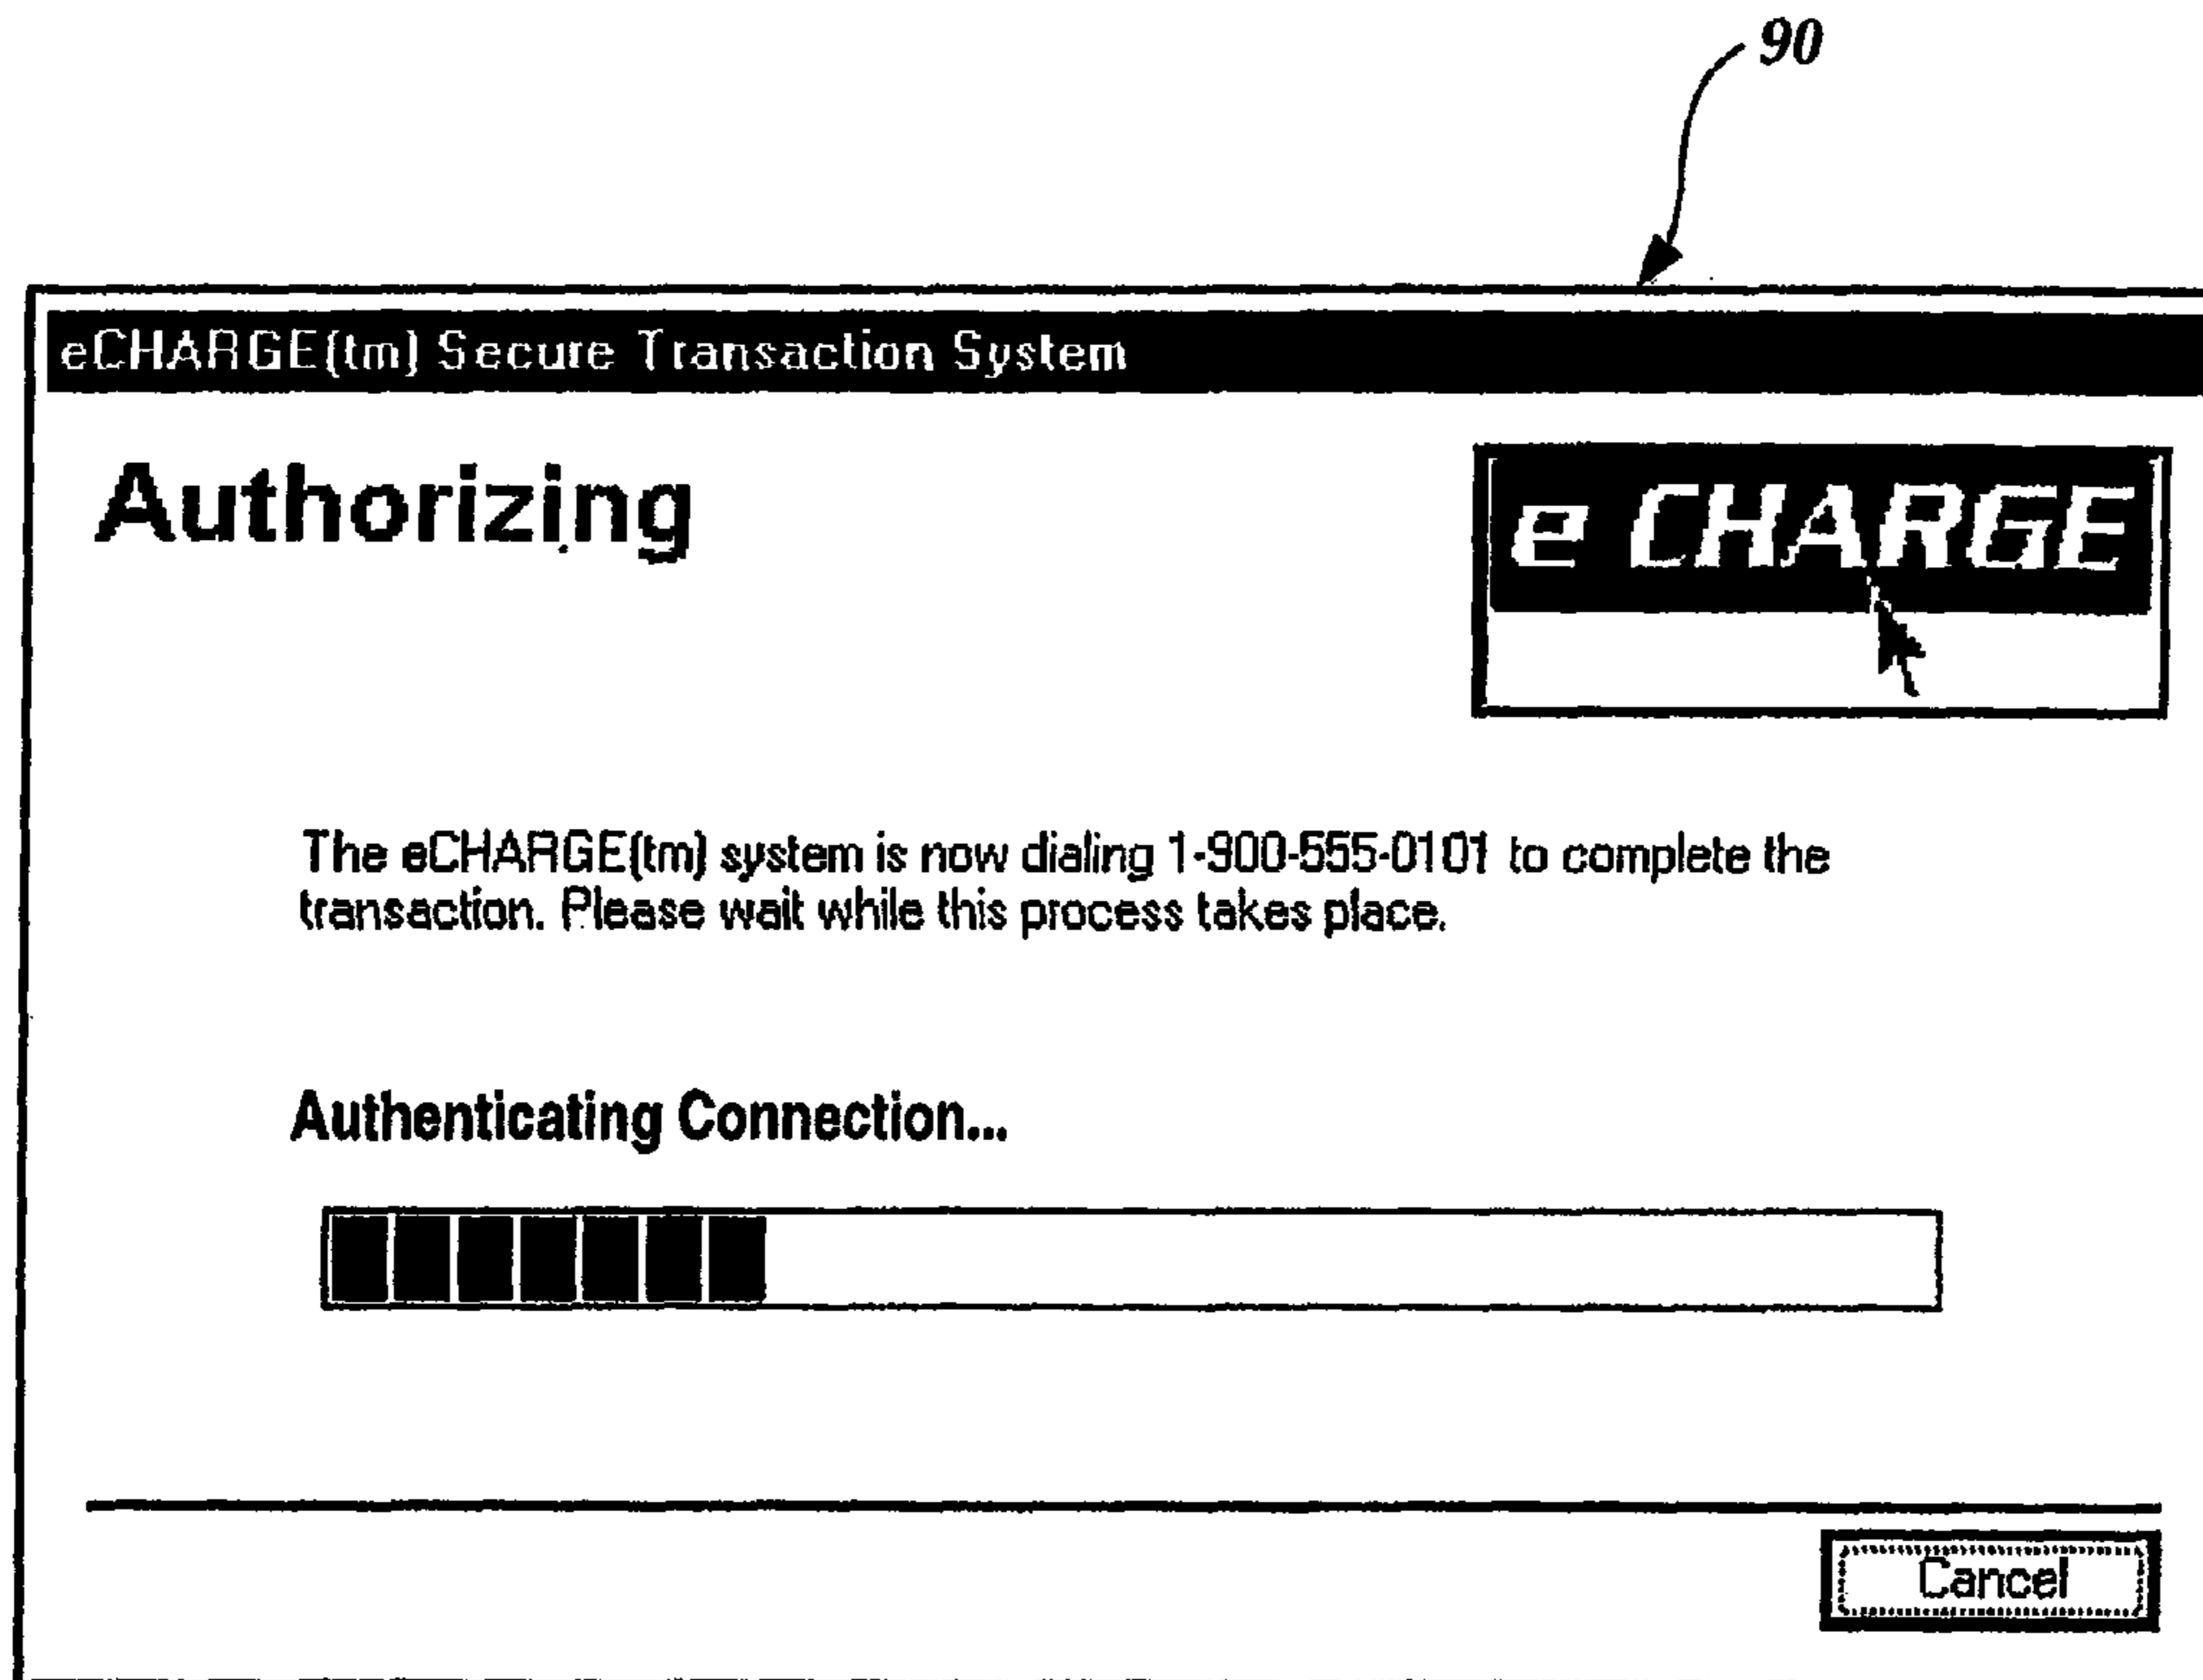 90
eCHARGE(tm) Secure Transaction System
Authorizing
e CHARGE
The eCHARGE(tm) system is now dialing 1-900-555-0101 to complete the
transaction. Please wait while this process takes place.
Authenticating Connection...
Cancel